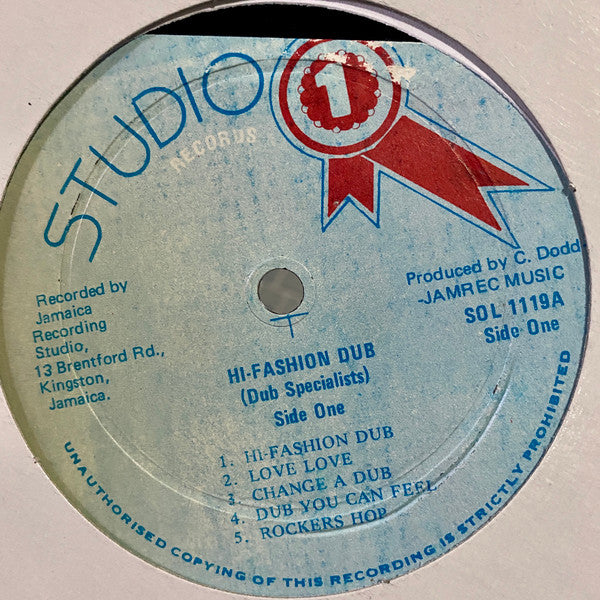 STUDIO
1
RECORDS
Recorded by
Jamaica
Recording
Studio,
13 Brentford Rd.,
Kingston,
Jamaica.
Produced by C. Dodd
-JAMREC MUSIC
SOL 1119A
Side One
T
HI-FASHION DUB
(Dub Specialists)
Side One
1. HI-FASHION DUB
2. LOVE LOVE
3. CHANGE A DUB
4. DUB YOU CAN FEEL
5. ROCKERS HOP
UNAUTHORISED COPYING OF THIS RECORDING IS STRICTLY PROHIBITED